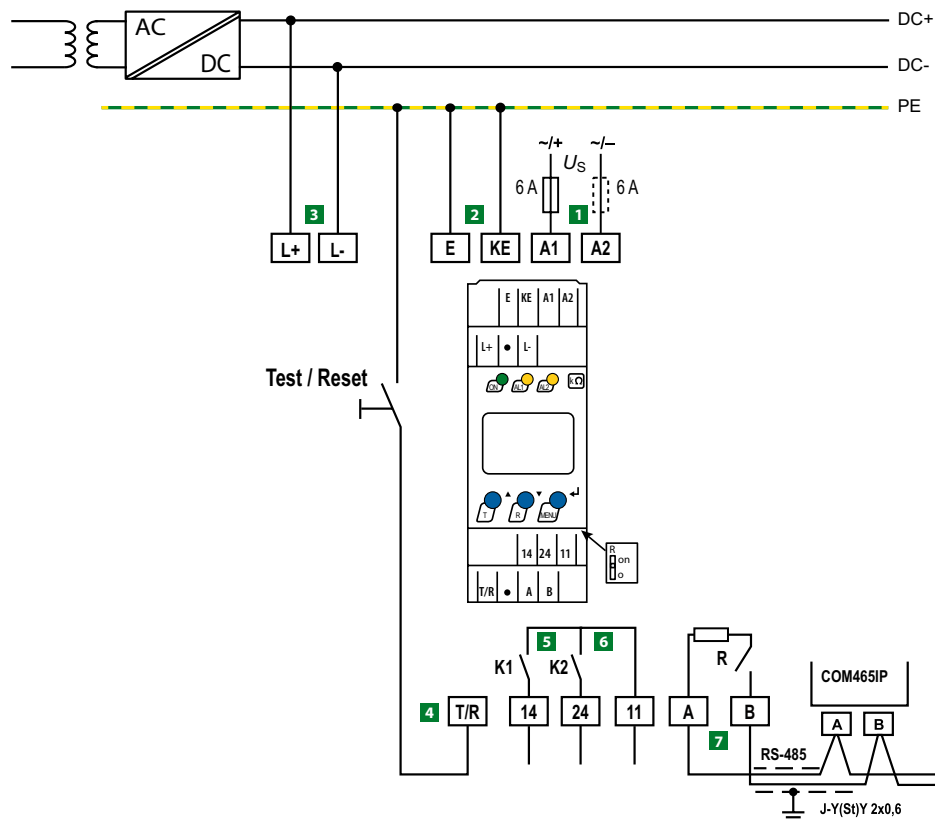 AC
DC
DC+
DC-
PE
~/+
~/–
US
6 A
6 A
3
2
1
L+
L-
E
KE
A1
A2
E KE A1 A2
L+ L-
Test / Reset
ON AL1 AL2 kΩ
T R MENU
14 24 11
R
on
o
T/R A B
5
6
K1
K2
R
COM465IP
4
T/R
14
24
11
A
B
A
B
7
RS-485
J-Y(St)Y 2x0,6